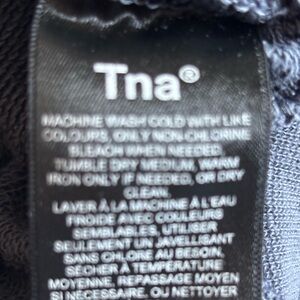 Tna®
MACHINE WASH COLD WITH LIKE
COLOURS, ONLY NON-CHLORINE
BLEACH WHEN NEEDED.
TUMBLE DRY MEDIUM, WARM
IRON ONLY IF NEEDED, OR DRY
CLEAN.
LAVER À LA MACHINE À L'EAU
FROIDE AVEC COULEURS
SEMBLABLES, UTILISER
SEULEMENT UN JAVELLISANT
SANS CHLORE AU BESOIN.
SÉCHER À TEMPÉRATURE
MOYENNE, REPASSAGE MOYEN
SI NÉCESSAIRE, OU NETTOYAGE